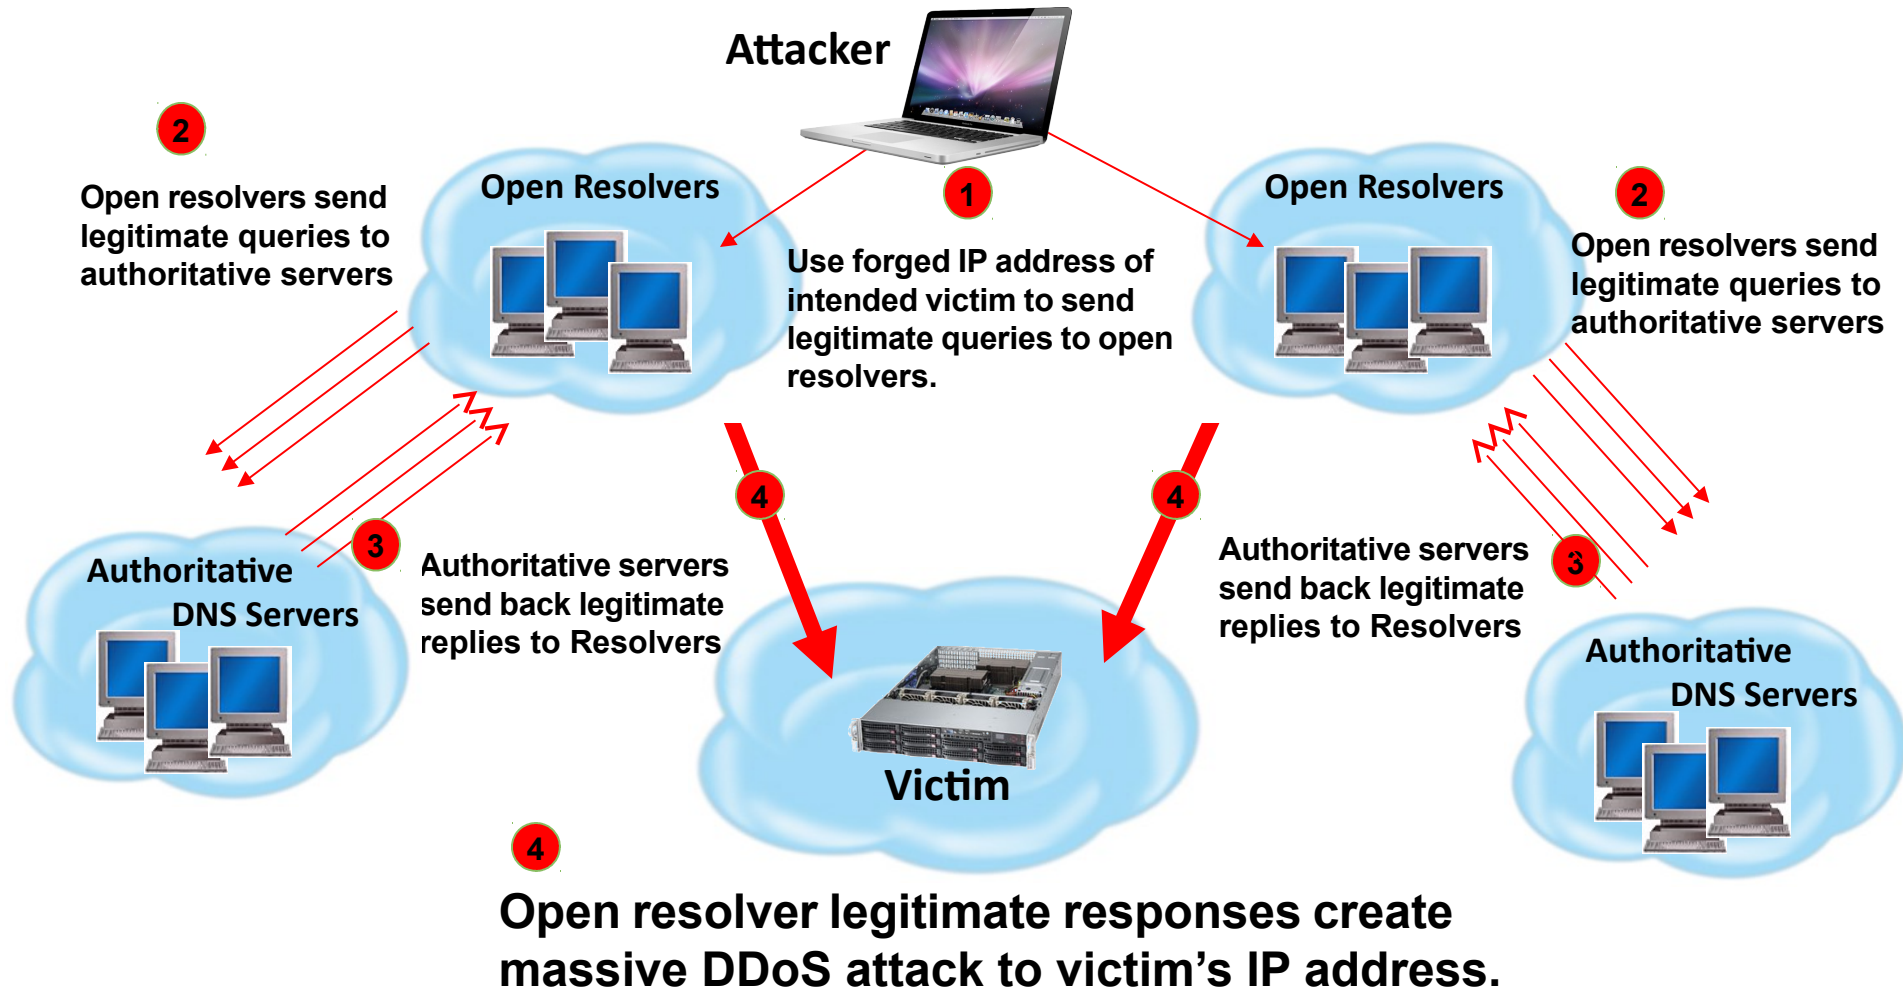 Attacker
2
Open resolvers send
legitimate queries to
authoritative servers
Open Resolvers
1
Use forged IP address of
intended victim to send
legitimate queries to open
resolvers.
Open Resolvers
2
Open resolvers send
legitimate queries to
authoritative servers
4
4
3
Authoritative servers
send back legitimate
replies to Resolvers
Authoritative servers
send back legitimate
replies to Resolvers
3
Authoritative
DNS Servers
Authoritative
DNS Servers
Victim
4
Open resolver legitimate responses create
massive DDoS attack to victim’s IP address.